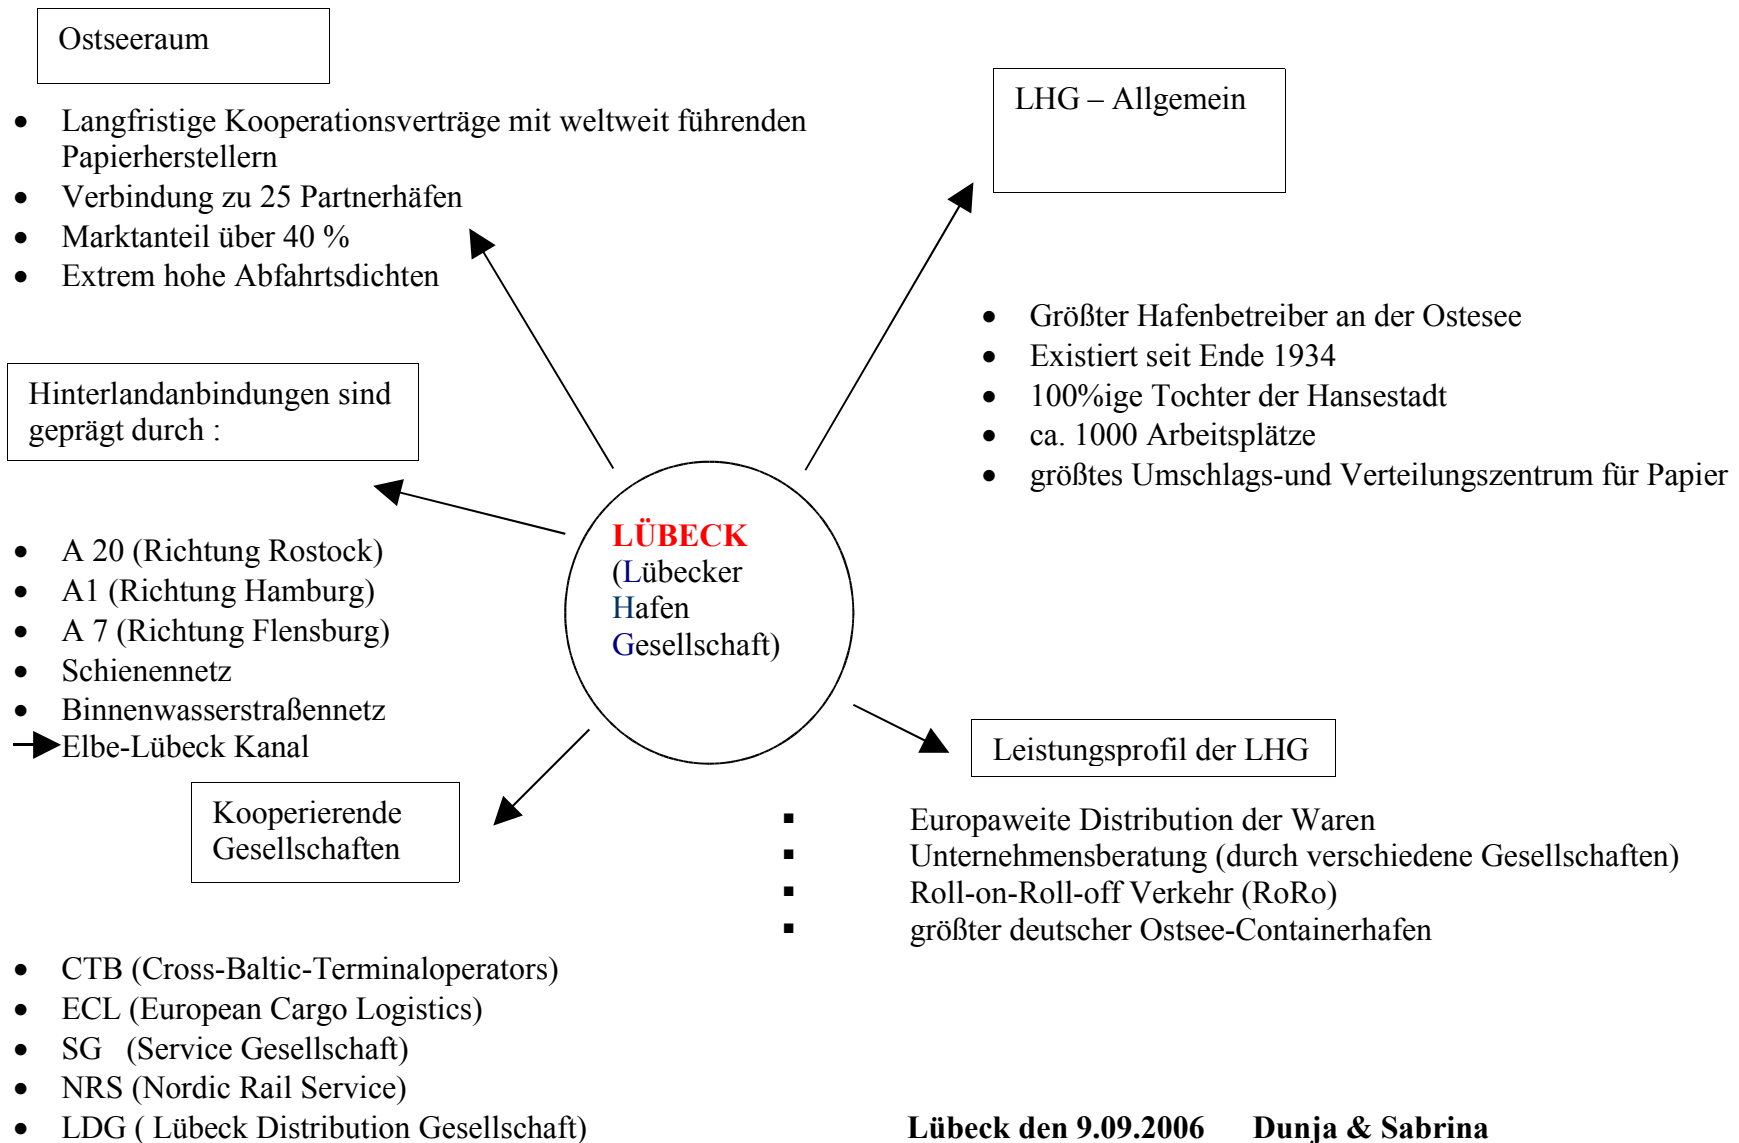 Ostseeraum
• Langfristige Kooperationsverträge mit weltweit führenden
Papierherstellern
• Verbindung zu 25 Partnerhäfen
• Marktanteil über 40 %
• Extrem hohe Abfahrtsdichten
LHG – Allgemein
• Größter Hafenbetreiber an der Ostesee
• Existiert seit Ende 1934
• 100%ige Tochter der Hansestadt
• ca. 1000 Arbeitsplätze
• größtes Umschlags-und Verteilungszentrum für Papier
Hinterlandanbindungen sind
geprägt durch :
• A 20 (Richtung Rostock)
• A1 (Richtung Hamburg)
• A 7 (Richtung Flensburg)
• Schienennetz
• Binnenwasserstraßennetz
Elbe-Lübeck Kanal
LÜBECK
(Lübecker
Hafen
Gesellschaft)
Leistungsprofil der LHG
▪ Europaweite Distribution der Waren
▪ Unternehmensberatung (durch verschiedene Gesellschaften)
▪ Roll-on-Roll-off Verkehr (RoRo)
▪ größter deutscher Ostsee-Containerhafen
Kooperierende
Gesellschaften
• CTB (Cross-Baltic-Terminaloperators)
• ECL (European Cargo Logistics)
• SG (Service Gesellschaft)
• NRS (Nordic Rail Service)
• LDG ( Lübeck Distribution Gesellschaft)
Lübeck den 9.09.2006 Dunja & Sabrina